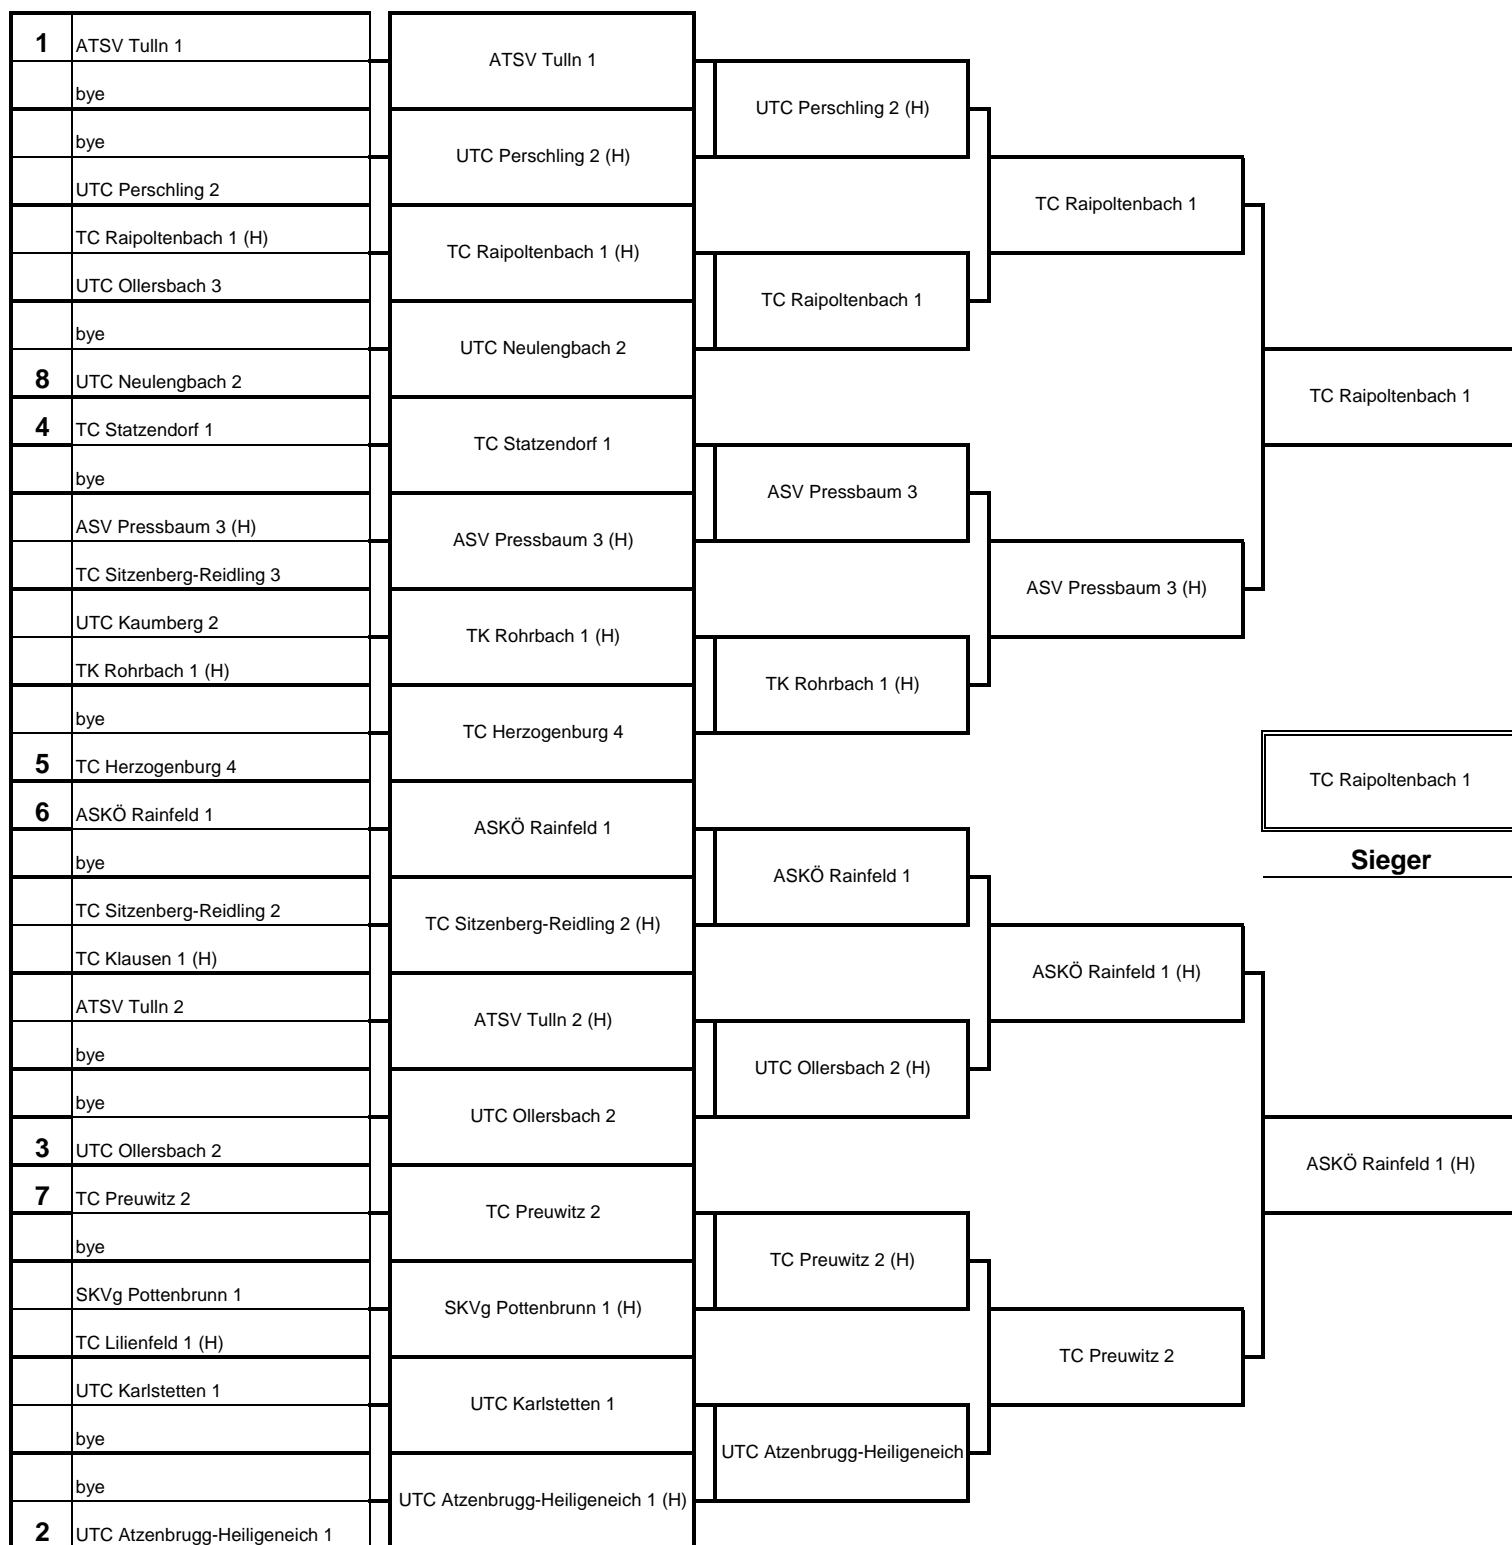 1 ATSV Tulln 1
bye
bye
UTC Perschling 2
TC Raipoltenbach 1 (H)
UTC Ollersbach 3
bye
8 UTC Neulengbach 2
4 TC Statzendorf 1
bye
ASV Pressbaum 3 (H)
TC Sitzenberg-Reidling 3
UTC Kaumberg 2
TK Rohrbach 1 (H)
bye
5 TC Herzogenburg 4
6 ASKÖ Rainfeld 1
bye
TC Sitzenberg-Reidling 2
TC Klausen 1 (H)
ATSV Tulln 2
bye
bye
3 UTC Ollersbach 2
7 TC Preuwitz 2
bye
SKVg Pottenbrunn 1
TC Lilienfeld 1 (H)
UTC Karlstetten 1
bye
bye
2 UTC Atzenbrugg-Heiligeneich 1
ATSV Tulln 1
UTC Perschling 2 (H)
TC Raipoltenbach 1 (H)
UTC Neulengbach 2
TC Statzendorf 1
ASV Pressbaum 3 (H)
TK Rohrbach 1 (H)
TC Herzogenburg 4
ASKÖ Rainfeld 1
TC Sitzenberg-Reidling 2 (H)
ATSV Tulln 2 (H)
UTC Ollersbach 2
TC Preuwitz 2
SKVg Pottenbrunn 1 (H)
UTC Karlstetten 1
UTC Atzenbrugg-Heiligeneich 1 (H)
UTC Perschling 2 (H)
TC Raipoltenbach 1
ASV Pressbaum 3
TK Rohrbach 1 (H)
ASKÖ Rainfeld 1
UTC Ollersbach 2 (H)
TC Preuwitz 2 (H)
UTC Atzenbrugg-Heiligeneich
TC Raipoltenbach 1
ASV Pressbaum 3 (H)
ASKÖ Rainfeld 1 (H)
TC Preuwitz 2
TC Raipoltenbach 1
ASKÖ Rainfeld 1 (H)
TC Raipoltenbach 1
Sieger